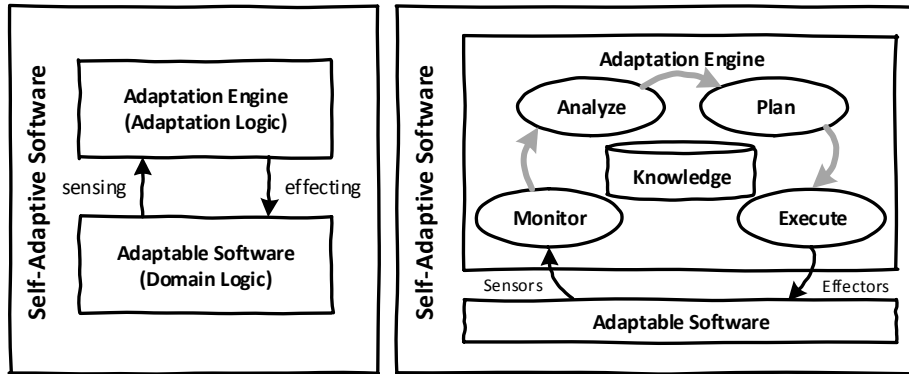 Self-Adaptive Software
Adaptation Engine
(Adaptation Logic)
sensing
effecting
Adaptable Software
(Domain Logic)
Self-Adaptive Software
Adaptation Engine
Analyze
Plan
Knowledge
Monitor
Execute
Sensors
Effectors
Adaptable Software